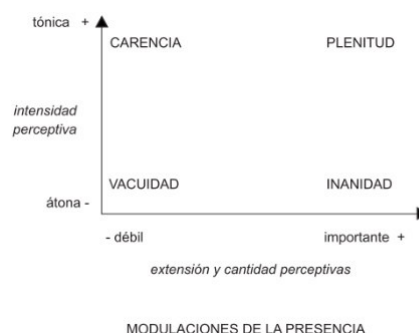 tónica +
CARENCIA PLENITUD
intensidad
perceptiva
VACUIDAD INANIDAD
átona -
- débil importante +
extensión y cantidad perceptivas
MODULACIONES DE LA PRESENCIA